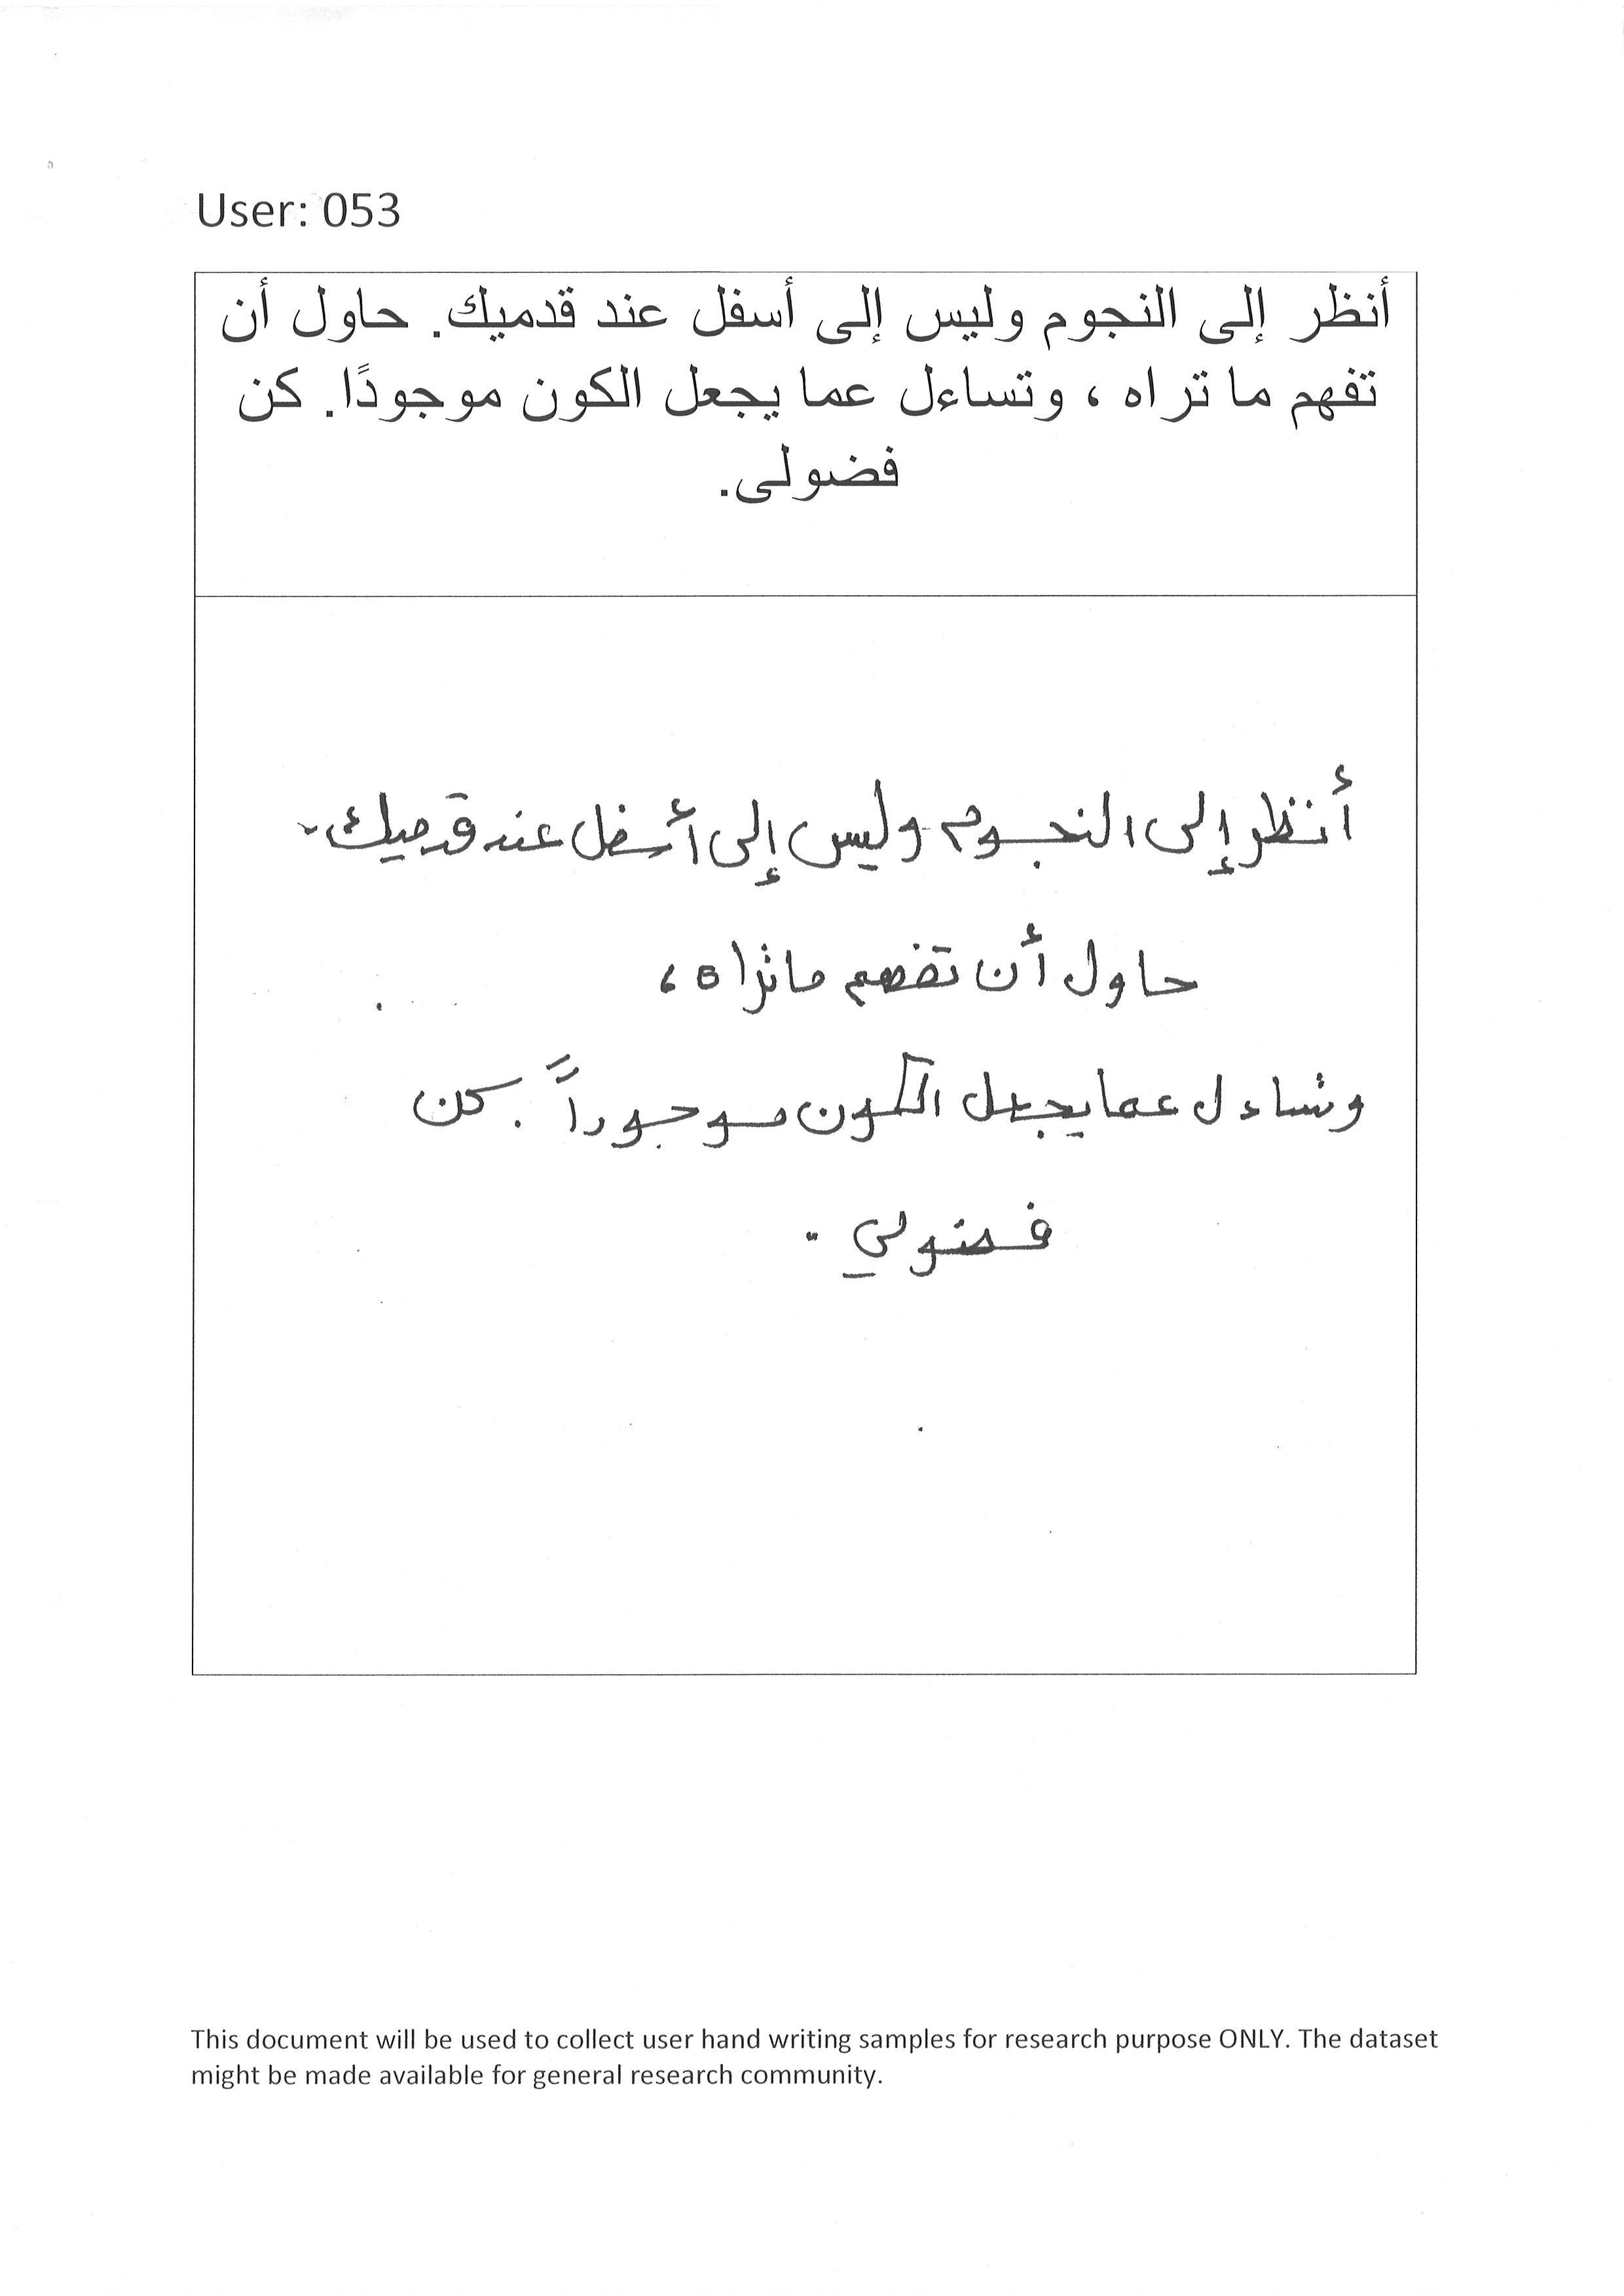 User: 053
أنظر إلى النجوم وليس إلى أسفل عند قدميك. حاول أن
تفهم ما تراه ، وتساءل عما يجعل الكون موجودًا. كن
فضولى.
أنظر إلى النجوم وليس إلى أسفل عند قدميك.
حاول أن تفهم ما تراه ،
وتساءل عما يجعل الكون موجوداً . كن
فضولي .
This document will be used to collect user hand writing samples for research purpose ONLY. The dataset
might be made available for general research community.